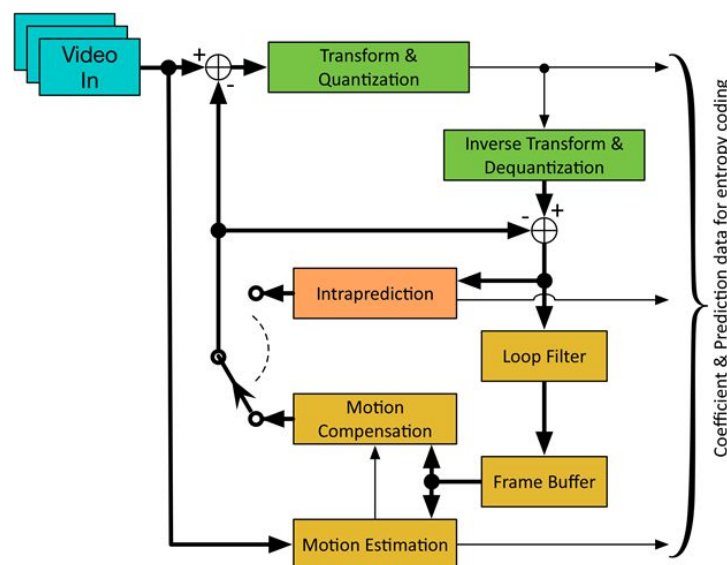 Video
In
+
-
Transform &
Quantization
Inverse Transform &
Dequantization
-
+
Intraprediction
Loop Filter
Motion
Compensation
Frame Buffer
Motion Estimation
Coefficient & Prediction data for entropy coding